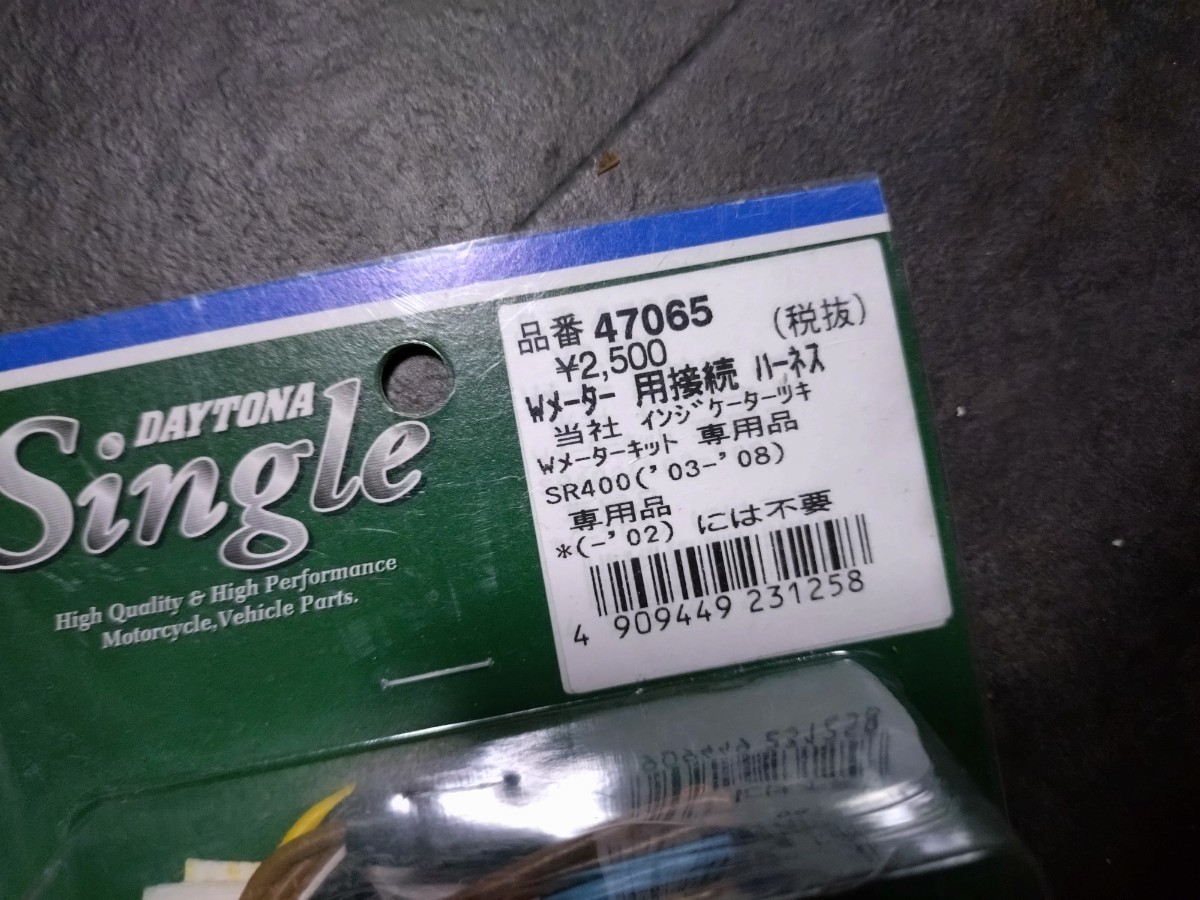 品番 47065 (税抜)
¥2,500
Wメーター 用接続 ハーネス
当社 インジケーターツキ
Wメーターキット 専用品
SR400('03-'08)
専用品
*(-'02) には不要
4 909449 231258
DAYTONA
Single
High Quality & High Performance
Motorcycle,Vehicle Parts.